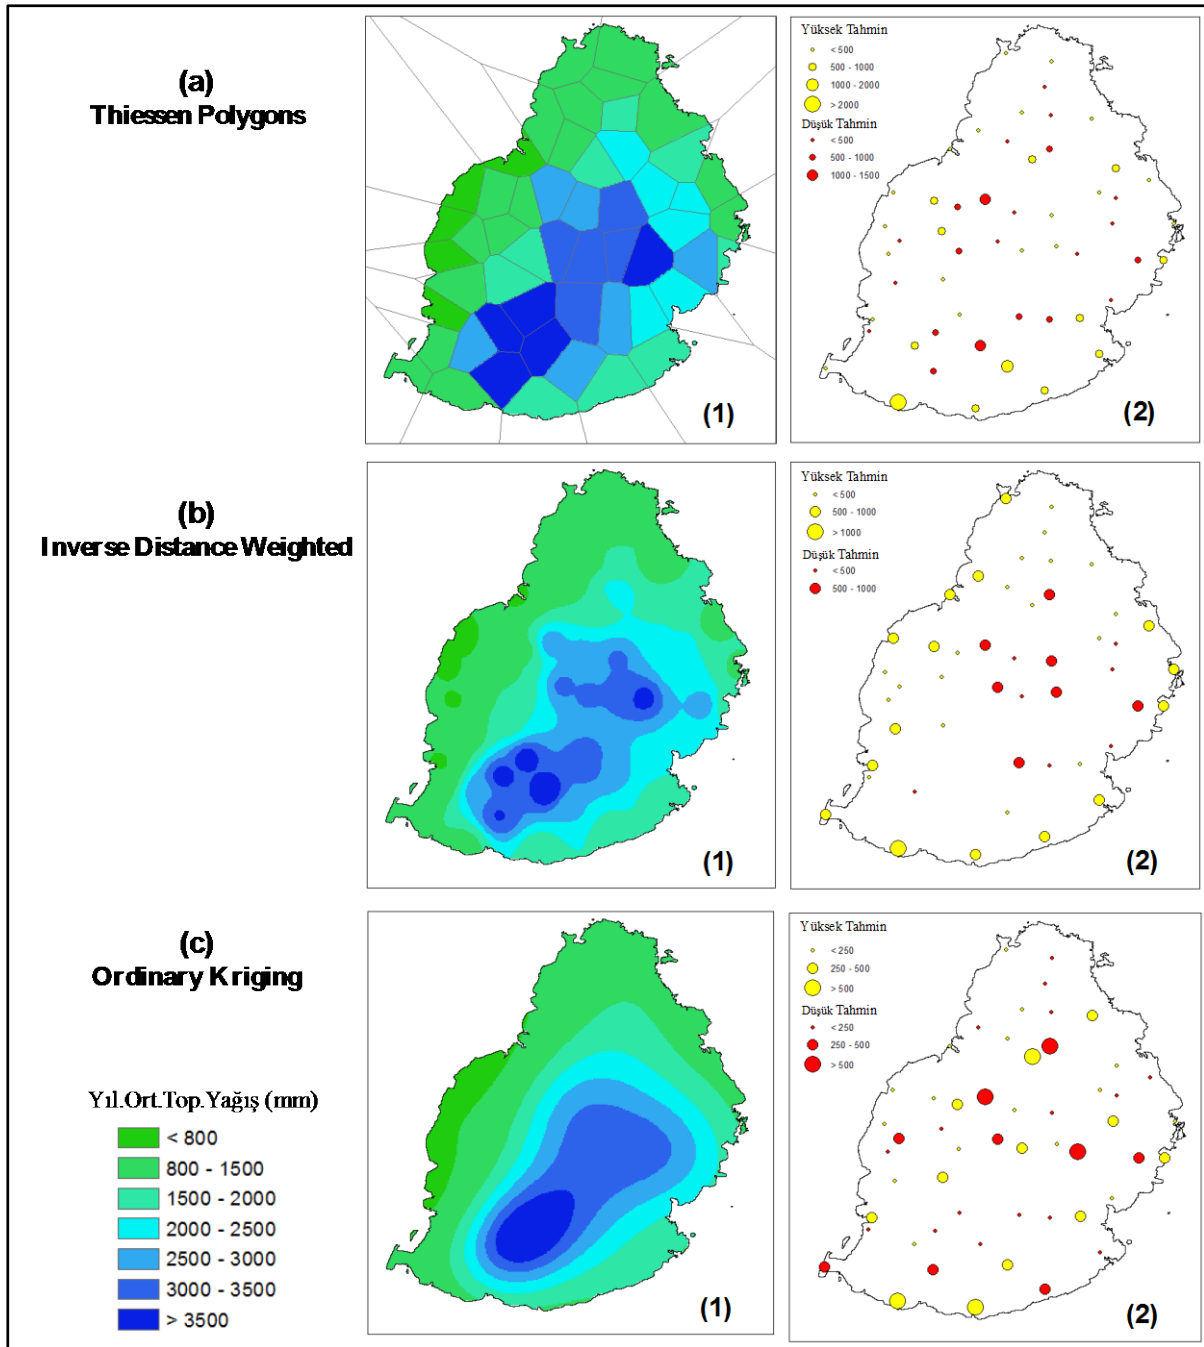 (a)
Thiessen Polygons
(1)
Yüksek Tahmin
< 500
500 - 1000
1000 - 2000
> 2000
Düşük Tahmin
< 500
500 - 1000
1000 - 1500
(2)
(b)
Inverse Distance Weighted
(1)
Yüksek Tahmin
< 500
500 - 1000
> 1000
Düşük Tahmin
< 500
500 - 1000
(2)
(c)
Ordinary Kriging
Yıl.Ort.Top.Yağış (mm)
< 800
800 - 1500
1500 - 2000
2000 - 2500
2500 - 3000
3000 - 3500
> 3500
(1)
Yüksek Tahmin
< 250
250 - 500
> 500
Düşük Tahmin
< 250
250 - 500
> 500
(2)